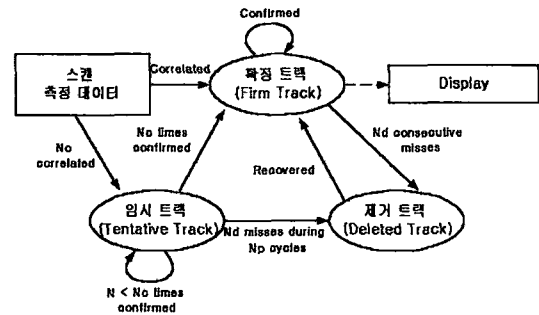 Confirmed
스캔
측정 데이터
Correlated
확정 트랙
(Firm Track)
Display
No
correlated
No times
confirmed
Recovered
Nd consecutive
misses
임시 트랙
(Tentative Track)
Nd misses during
Np cycles
제거 트랙
(Deleted Track)
N < No times
confirmed